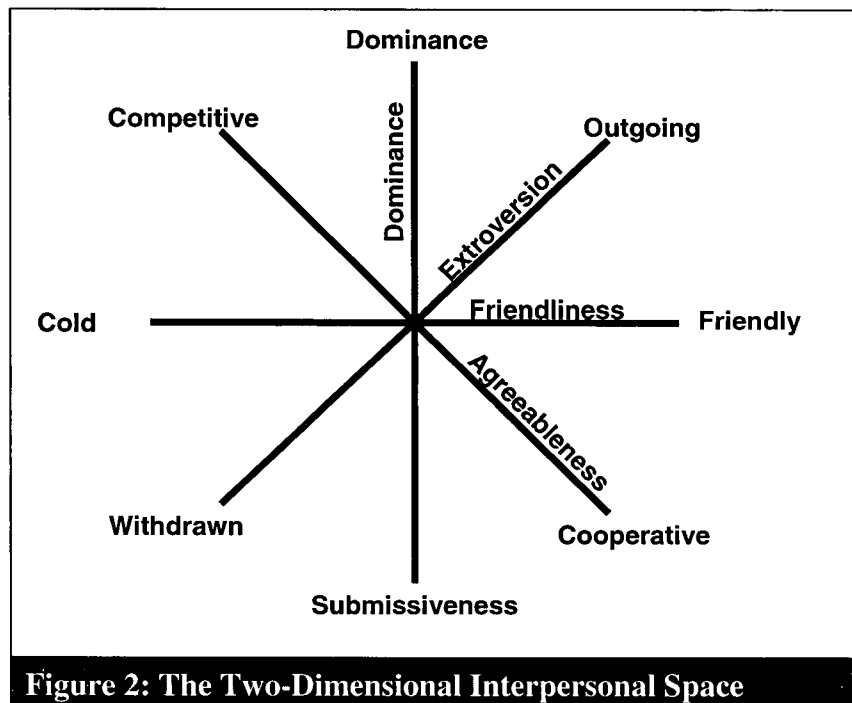 Dominance
Competitive
Outgoing
Dominance
Extroversion
Cold
Friendliness
Friendly
Agreeableness
Withdrawn
Cooperative
Submissiveness
Figure 2: The Two-Dimensional Interpersonal Space